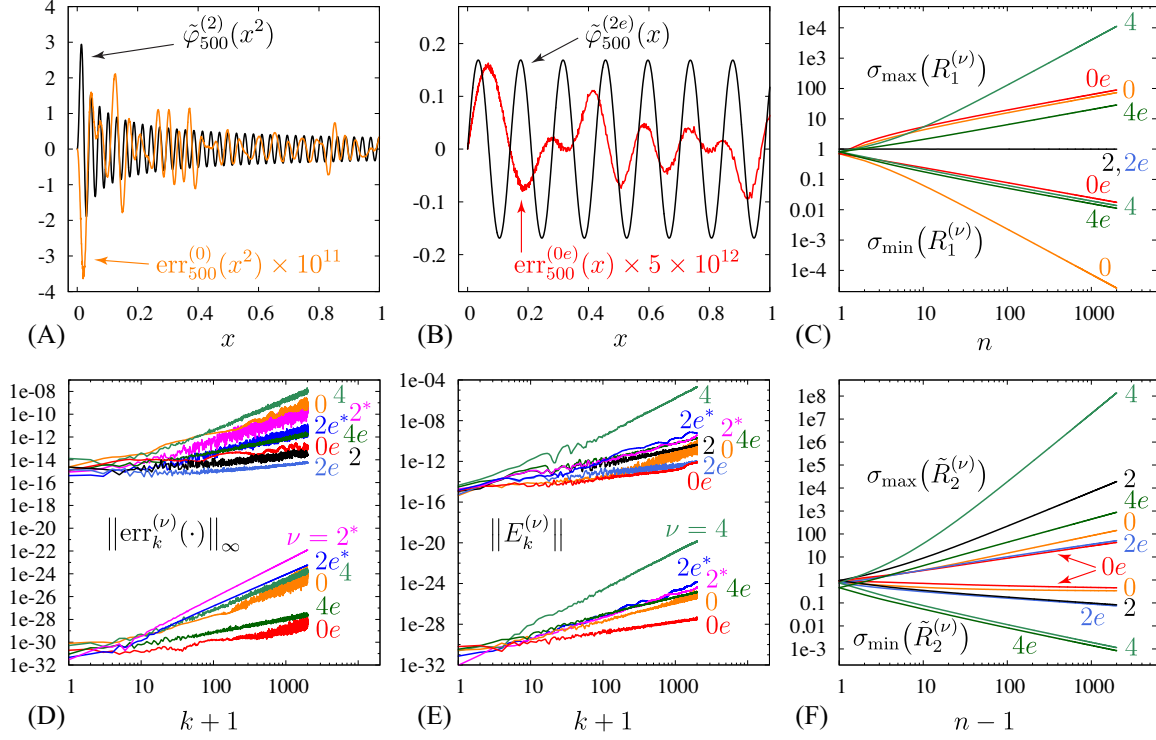 4
3
2
1
0
-1
-2
-3
-4
φ̃₅₀₀⁽²⁾(x²)
err₅₀₀⁽⁰⁾(x²) × 10¹¹
0 0.2 0.4 0.6 0.8 1
(A) x
0.2
0.1
0
-0.1
-0.2
φ̃₅₀₀⁽²ᵉ⁾(x)
err₅₀₀⁽⁰ᵉ⁾(x) × 5 × 10¹²
0 0.2 0.4 0.6 0.8 1
(B) x
1e4
1e3
100
10
1
0.1
0.01
1e-3
1e-4
σmax(R₁⁽ᵛ⁾)
σmin(R₁⁽ᵛ⁾)
4
0e
0
4e
2, 2e
0e
4
4e
0
1 10 100 1000
(C) n
1e-08
1e-10
1e-12
1e-14
1e-16
1e-18
1e-20
1e-22
1e-24
1e-26
1e-28
1e-30
1e-32
4
0
2*
2e*
4e
0e
2
2e
‖err_k⁽ᵛ⁾(·)‖∞
ν = 2*
2e*
4
0
4e
0e
1 10 100 1000
(D) k + 1
1e-04
1e-08
1e-12
1e-16
1e-20
1e-24
1e-28
1e-32
4
2e*
2*
2
0
2e
0e
‖E_k⁽ᵛ⁾‖
ν = 4
2e*
2*
4e
0
0e
1 10 100 1000
(E) k + 1
1e8
1e7
1e6
1e5
1e4
1e3
100
10
1
0.1
0.01
1e-3
σmax(R̃₂⁽ᵛ⁾)
σmin(R̃₂⁽ᵛ⁾)
4
2
4e
0
2e
0e
0
2
2e
4
4e
1 10 100 1000
(F) n − 1